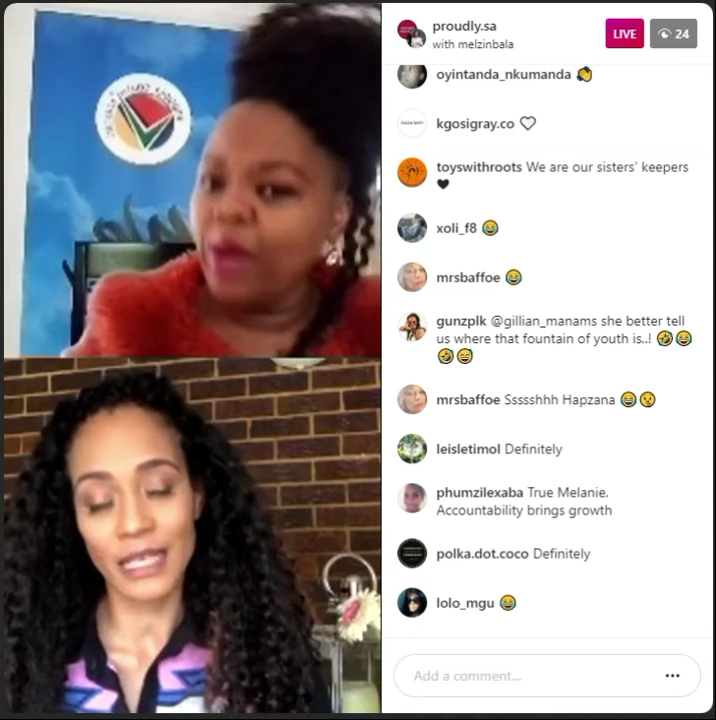 proudly.sa
with melzinbala
LIVE
24
oyintanda_nkumanda 👏
kgosigray.co ♡
toyswithroots We are our sisters' keepers
🖤
xoli_f8 😂
mrsbaffoe 😂
gunzplk @gillian_manams she better tell
us where that fountain of youth is..! 🤣😂
🤣😅
mrsbaffoe Ssssshhh Hapzana 😂🤫
leisletimol Definitely
phumzilexaba True Melanie.
Accountability brings growth
polka.dot.coco Definitely
lolo_mgu 😂
Add a comment...